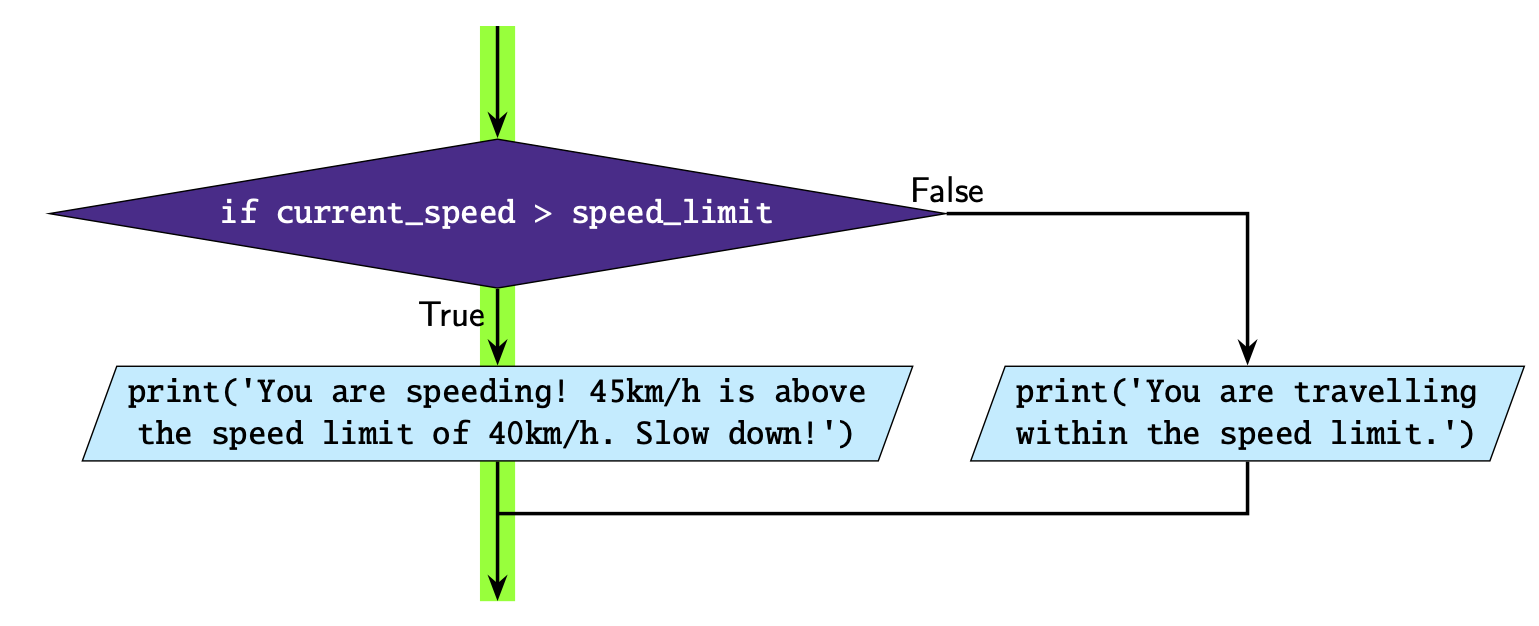 if current_speed > speed_limit
False
True
print('You are speeding! 45km/h is above
the speed limit of 40km/h. Slow down!')
print('You are travelling
within the speed limit.')